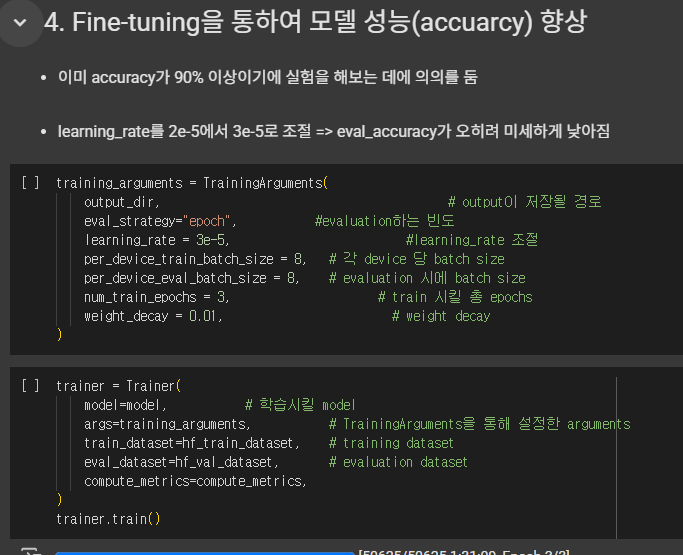 4. Fine-tuning을 통하여 모델 성능(accuarcy) 향상
• 이미 accuracy가 90% 이상이기에 실험을 해보는 데에 의의를 둠
• learning_rate를 2e-5에서 3e-5로 조절 => eval_accuracy가 오히려 미세하게 낮아짐
[ ] training_arguments = TrainingArguments(
output_dir, # output이 저장될 경로
eval_strategy="epoch", #evaluation하는 빈도
learning_rate = 3e-5, #learning_rate 조절
per_device_train_batch_size = 8, # 각 device 당 batch size
per_device_eval_batch_size = 8, # evaluation 시에 batch size
num_train_epochs = 3, # train 시킬 총 epochs
weight_decay = 0.01, # weight decay
)
[ ] trainer = Trainer(
model=model, # 학습시킬 model
args=training_arguments, # TrainingArguments을 통해 설정한 arguments
train_dataset=hf_train_dataset, # training dataset
eval_dataset=hf_val_dataset, # evaluation dataset
compute_metrics=compute_metrics,
)
trainer.train()